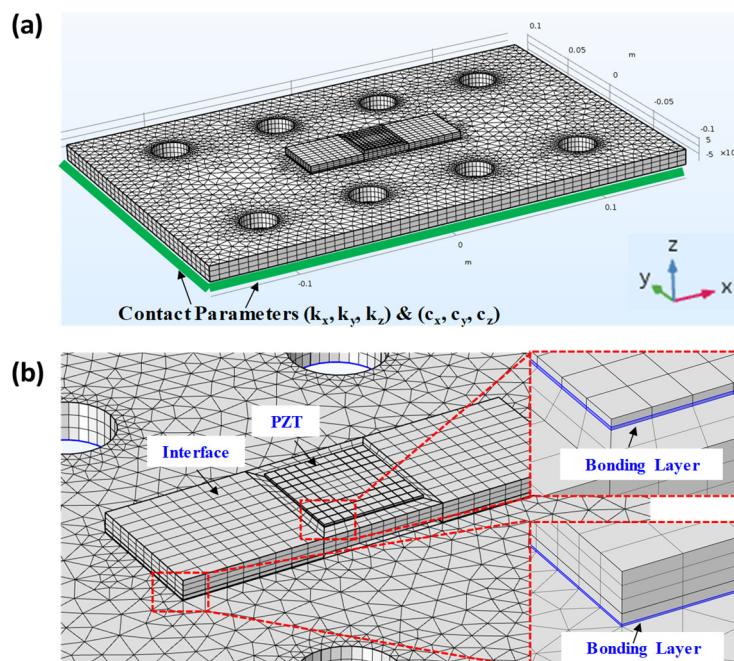 (a)
0.1
0.05
m
0
-0.05
-0.1
5
-5
×10
0.1
0
m
-0.1
z
y
x
Contact Parameters (kx, ky, kz) & (cx, cy, cz)
(b)
PZT
Interface
Bonding Layer
Bonding Layer